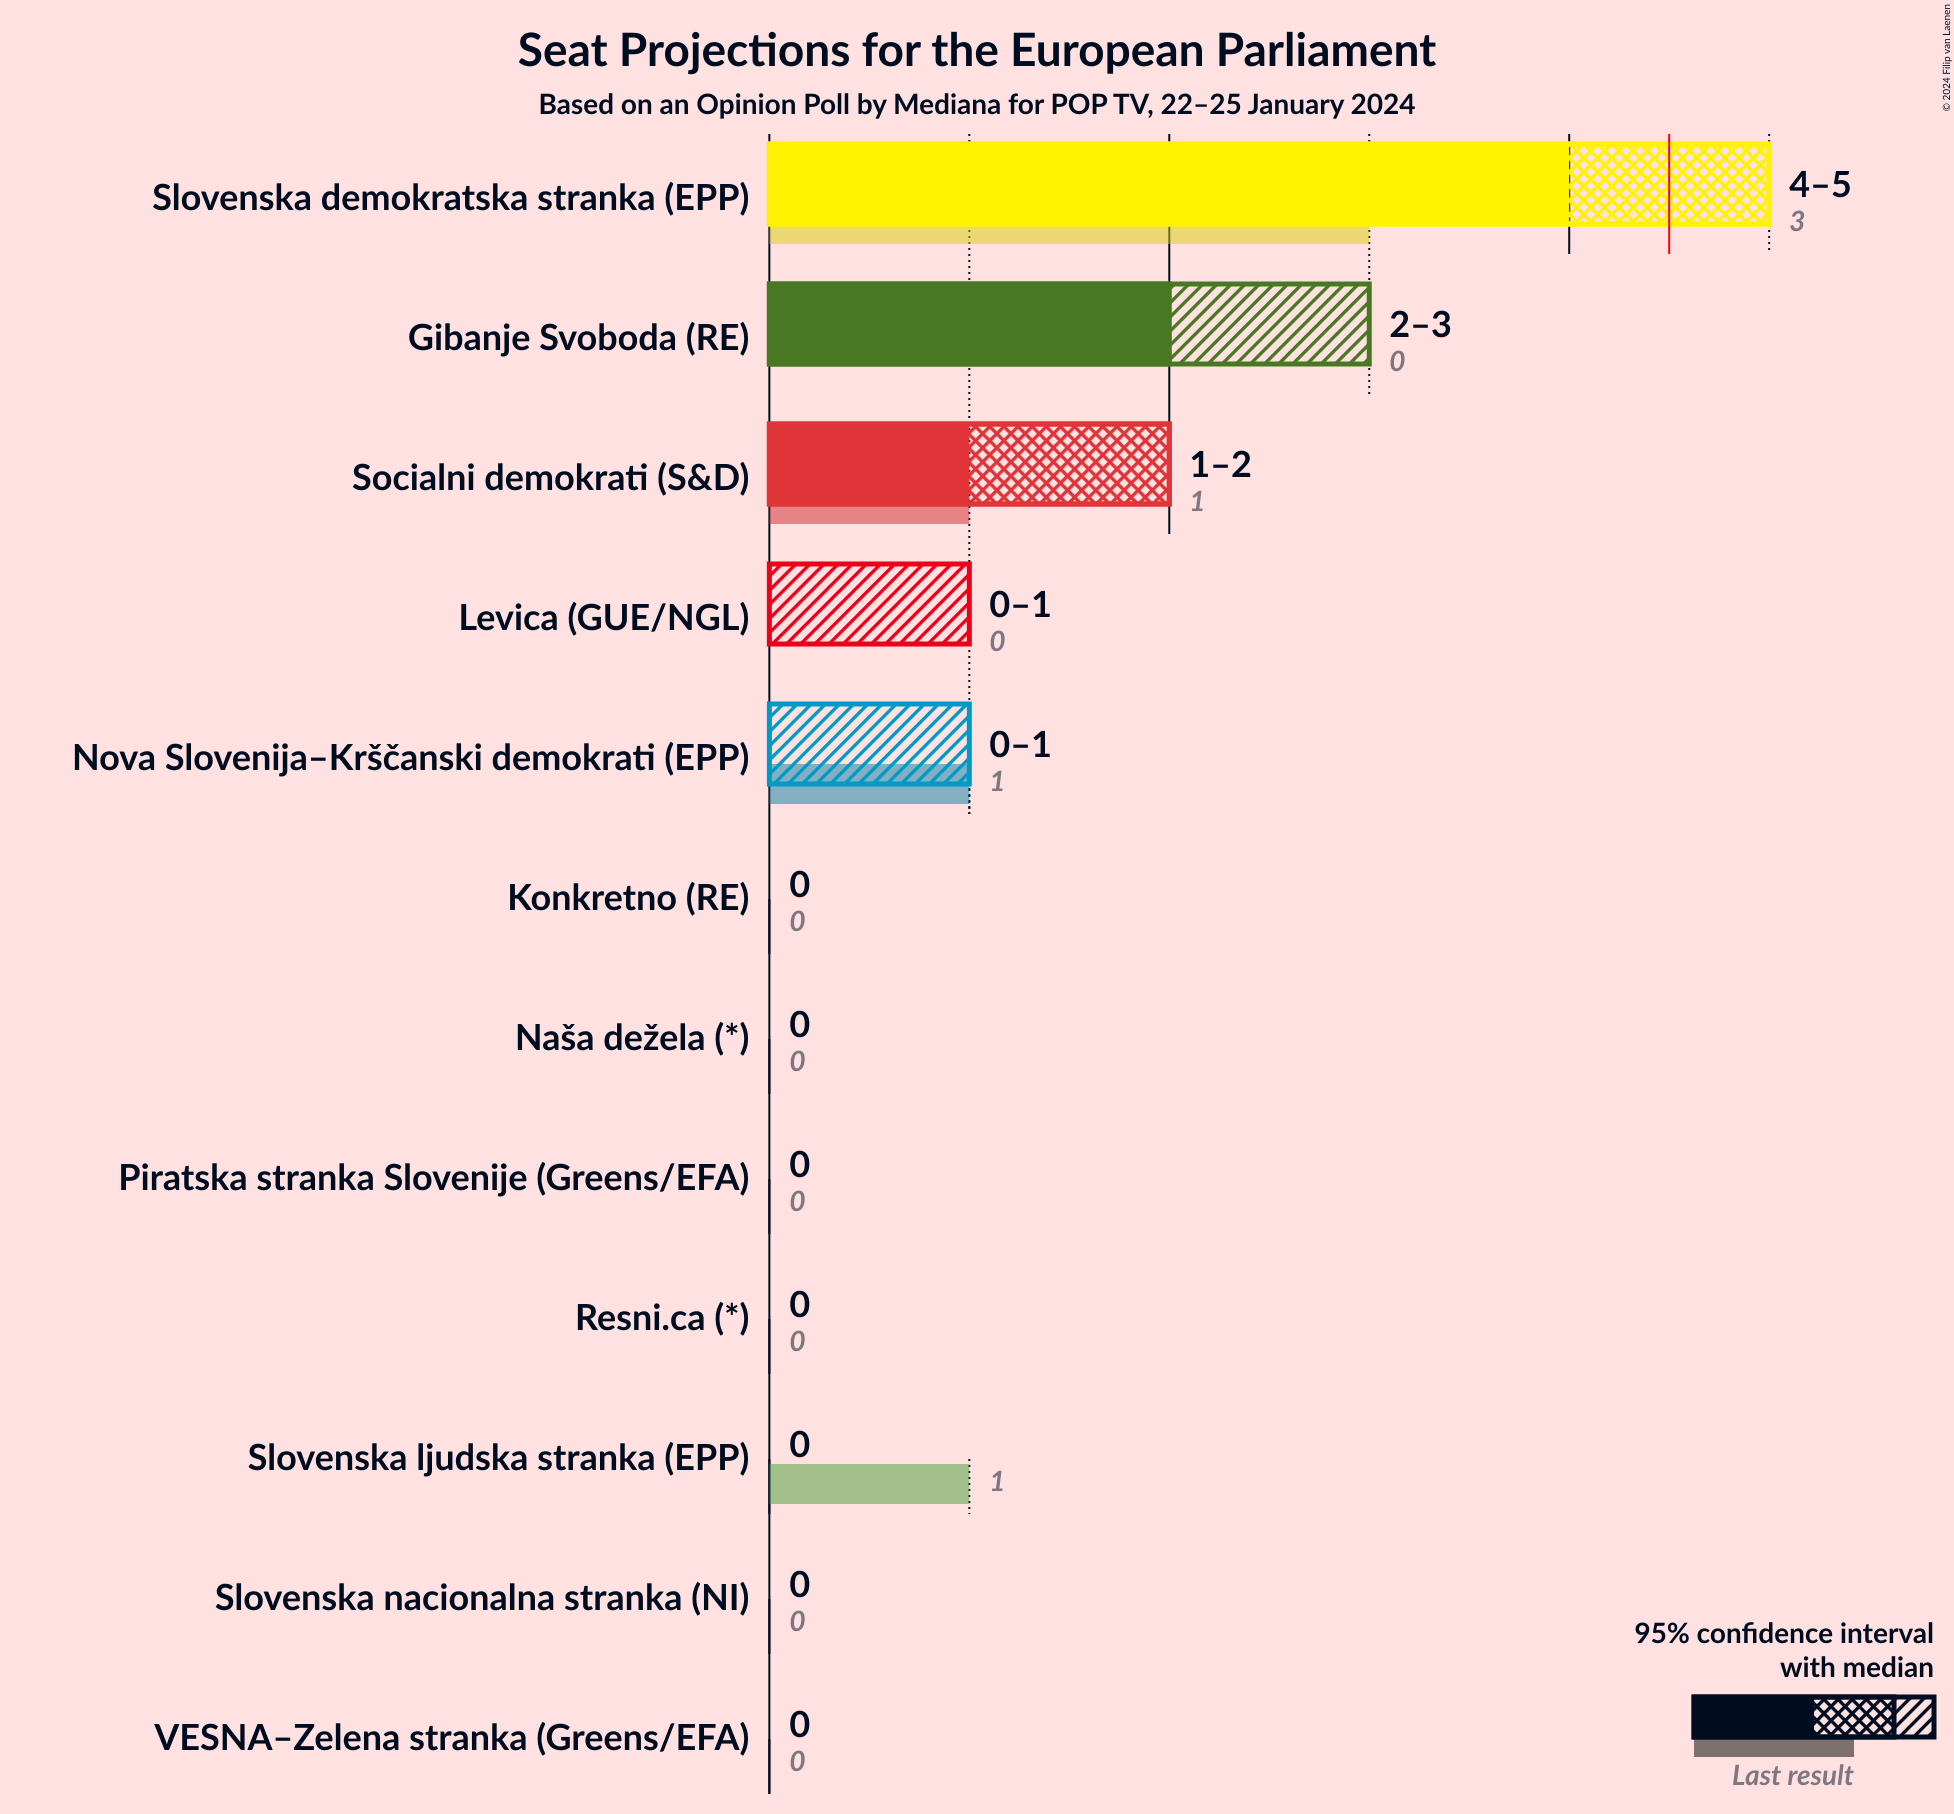 Seat Projections for the European Parliament
Based on an Opinion Poll by Mediana for POP TV, 22–25 January 2024
© 2024 Filip van Laenen
Slovenska demokratska stranka (EPP)
4–5
3
Gibanje Svoboda (RE)
2–3
0
Socialni demokrati (S&D)
1–2
1
Levica (GUE/NGL)
0–1
0
Nova Slovenija–Krščanski demokrati (EPP)
0–1
1
Konkretno (RE)
0
0
Naša dežela (*)
0
0
Piratska stranka Slovenije (Greens/EFA)
0
0
Resni.ca (*)
0
0
Slovenska ljudska stranka (EPP)
0
1
Slovenska nacionalna stranka (NI)
0
0
VESNA–Zelena stranka (Greens/EFA)
0
0
95% confidence interval
with median
Last result